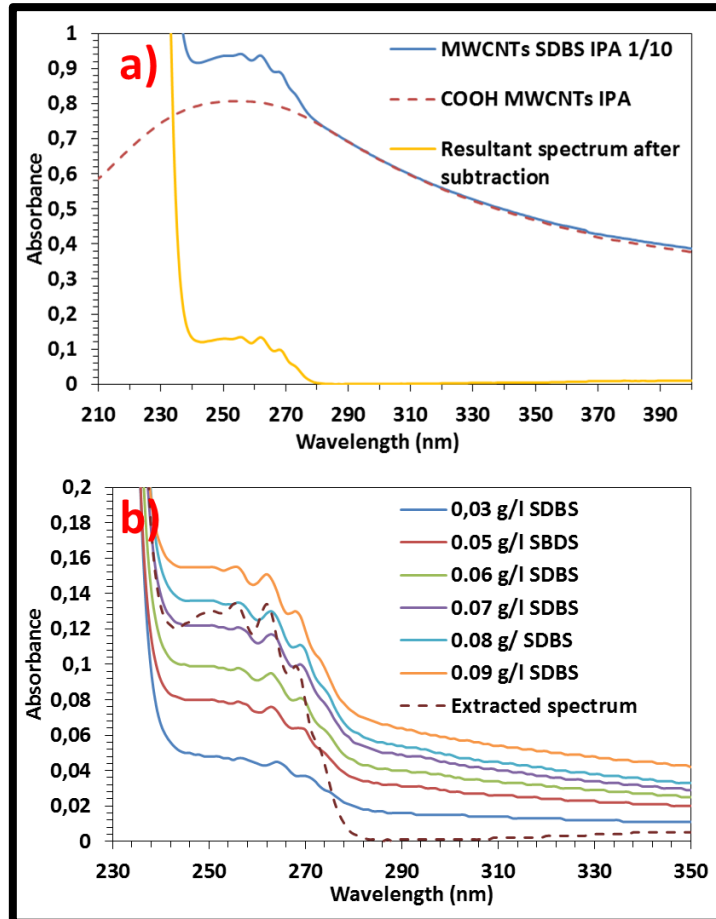 a)
1
0,9
0,8
0,7
0,6
0,5
0,4
0,3
0,2
0,1
0
Absorbance
MWCNTs SDBS IPA 1/10
COOH MWCNTs IPA
Resultant spectrum after
subtraction
210 230 250 270 290 310 330 350 370 390
Wavelength (nm)
b)
0,2
0,18
0,16
0,14
0,12
0,1
0,08
0,06
0,04
0,02
0
Absorbance
0,03 g/l SDBS
0.05 g/l SBDS
0.06 g/l SDBS
0.07 g/l SDBS
0.08 g/ SDBS
0.09 g/l SDBS
Extracted spectrum
230 250 270 290 310 330 350
Wavelength (nm)